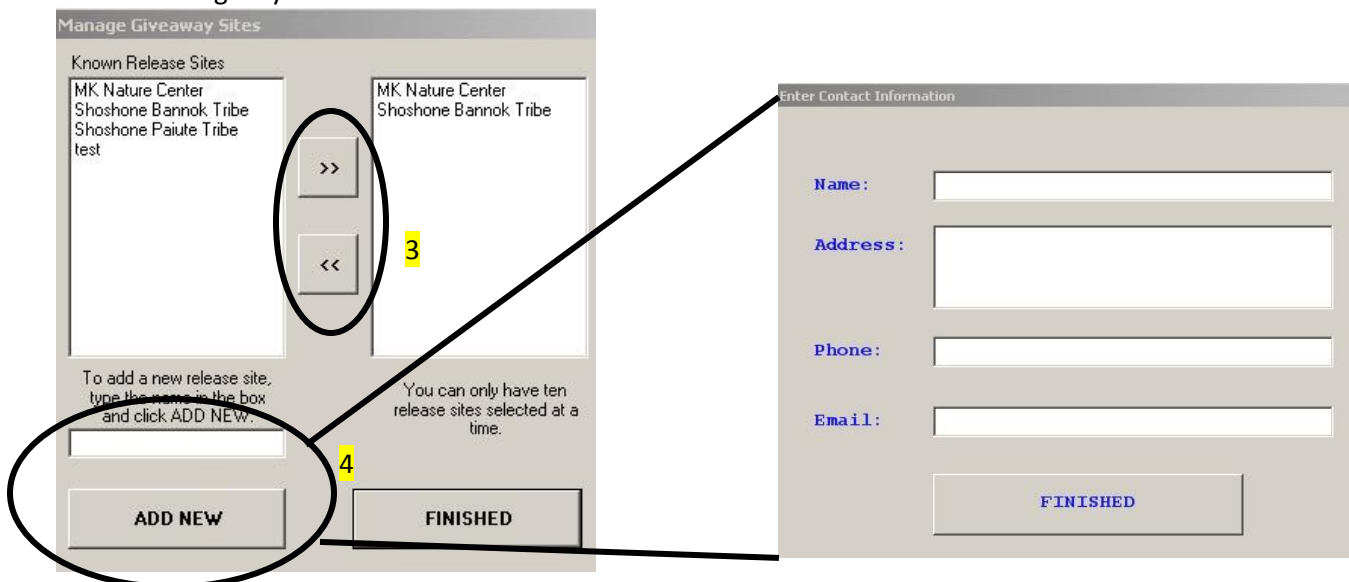 Manage Giveaway Sites
Known Release Sites
MK Nature Center
Shoshone Bannok Tribe
Shoshone Paiute Tribe
test
>>
<<
MK Nature Center
Shoshone Bannok Tribe
3
To add a new release site,
type the name in the box
and click ADD NEW.
You can only have ten
release sites selected at a
time.
4
ADD NEW
FINISHED
Enter Contact Information
Name:
Address:
Phone:
Email:
FINISHED